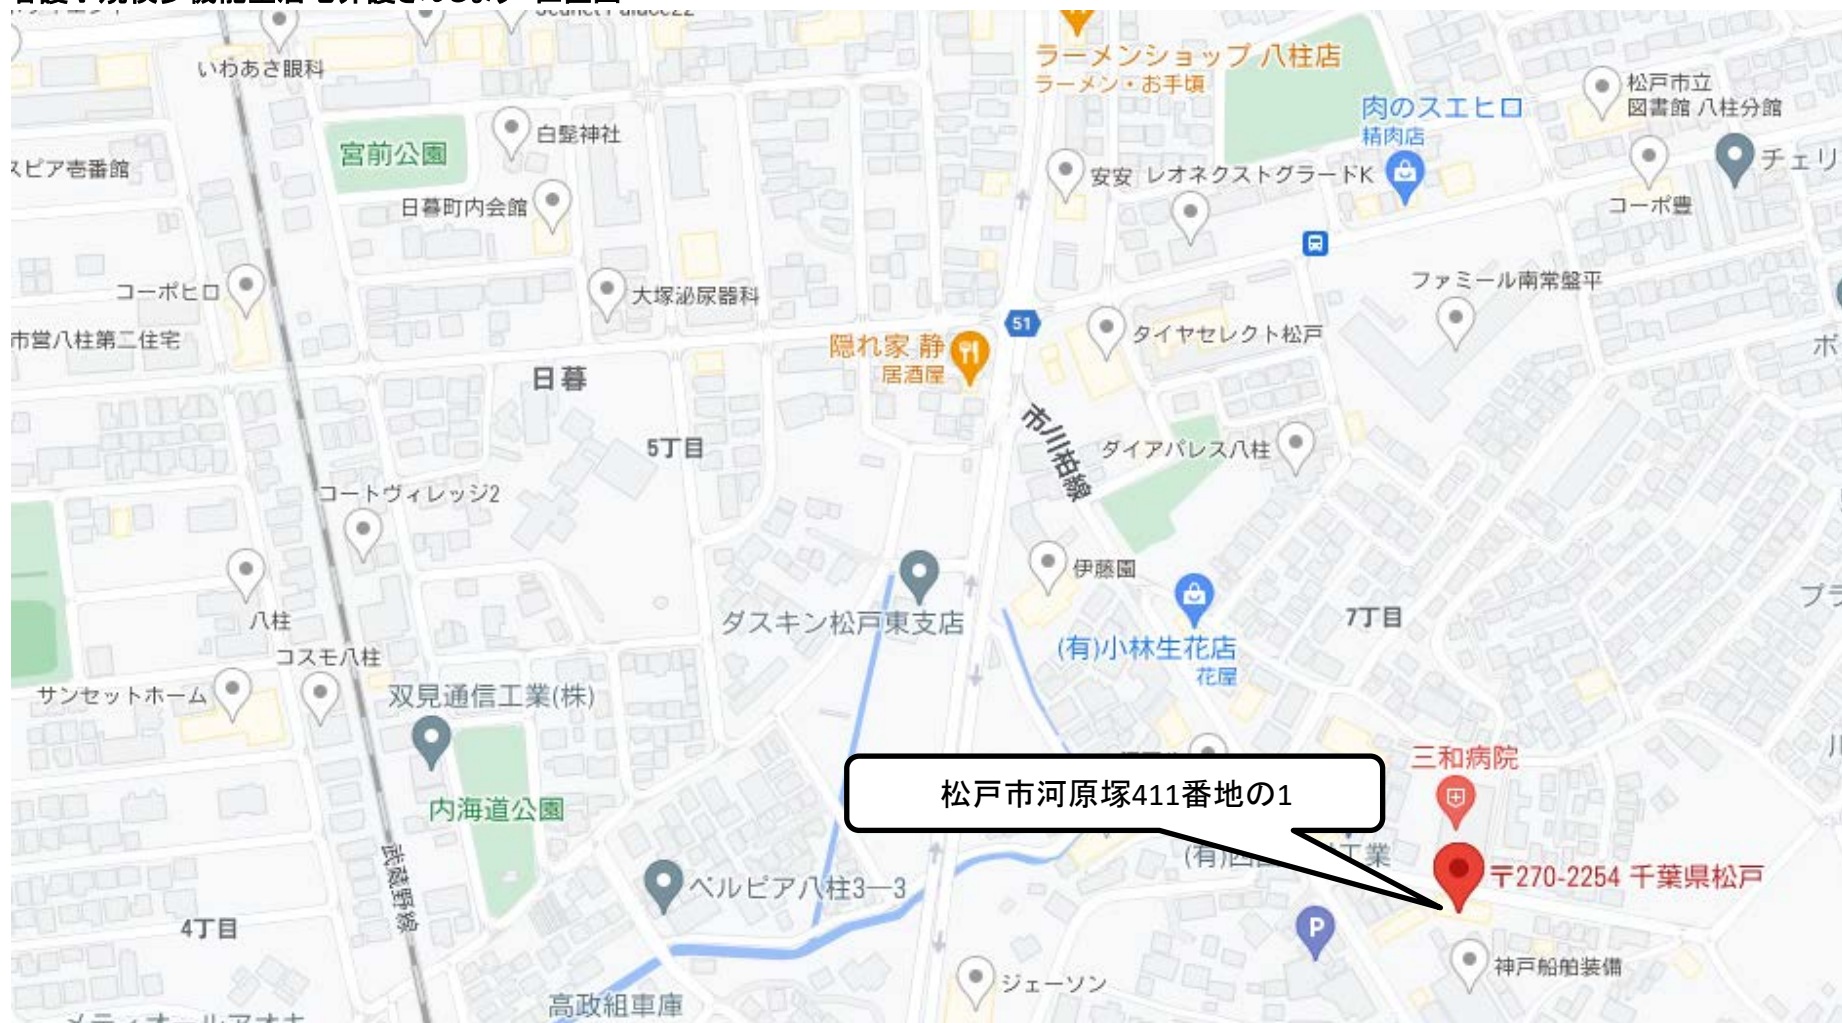 いわあさ眼科
ラーメンショップ 八柱店
ラーメン・お手頃
松戸市立
図書館 八柱分館
肉のスエヒロ
精肉店
宮前公園
白髭神社
スピア壱番館
安安
レオネクストグラードK
チェリ
コーポ豊
日暮町内会館
コーポヒロ
大塚泌尿器科
ファミール南常盤平
市営八柱第二住宅
51
タイヤセレクト松戸
隠れ家 静
居酒屋
日暮
市川柏線
5丁目
ダイアパレス八柱
コートヴィレッジ2
伊藤園
八柱
ダスキン松戸東支店
7丁目
(有)小林生花店
花屋
コスモ八柱
サンセットホーム
双見通信工業(株)
三和病院
松戸市河原塚411番地の1
内海道公園
武蔵野線
ベルピア八柱3―3
〒270-2254 千葉県松戸
4丁目
P
神戸船舶装備
ジェーソン
高政組車庫